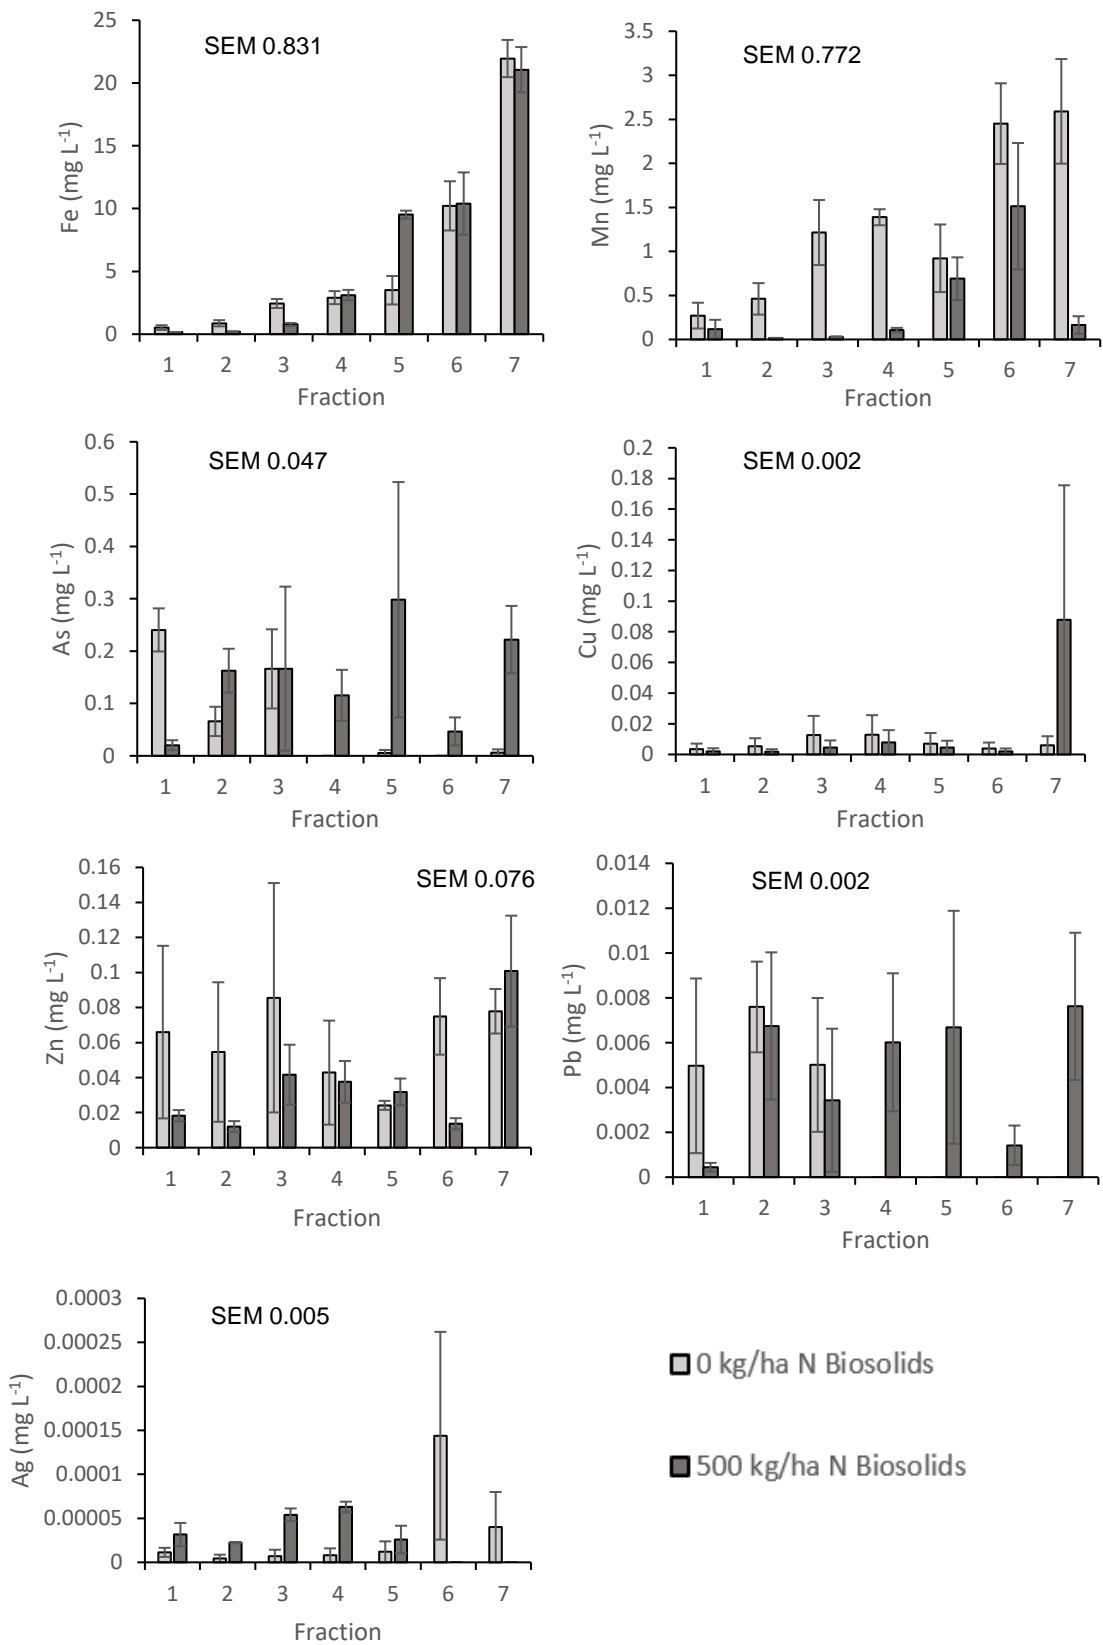 SEM 0.831
Fe (mg L⁻¹)
25
20
15
10
5
0
1 2 3 4 5 6 7
Fraction
SEM 0.772
Mn (mg L⁻¹)
3.5
3
2.5
2
1.5
1
0.5
0
1 2 3 4 5 6 7
Fraction
SEM 0.047
As (mg L⁻¹)
0.6
0.5
0.4
0.3
0.2
0.1
0
1 2 3 4 5 6 7
Fraction
SEM 0.002
Cu (mg L⁻¹)
0.2
0.18
0.16
0.14
0.12
0.1
0.08
0.06
0.04
0.02
0
1 2 3 4 5 6 7
Fraction
SEM 0.076
Zn (mg L⁻¹)
0.16
0.14
0.12
0.1
0.08
0.06
0.04
0.02
0
1 2 3 4 5 6 7
Fraction
SEM 0.002
Pb (mg L⁻¹)
0.014
0.012
0.01
0.008
0.006
0.004
0.002
0
1 2 3 4 5 6 7
Fraction
SEM 0.005
Ag (mg L⁻¹)
0.0003
0.00025
0.0002
0.00015
0.0001
0.00005
0
1 2 3 4 5 6 7
Fraction
0 kg/ha N Biosolids
500 kg/ha N Biosolids